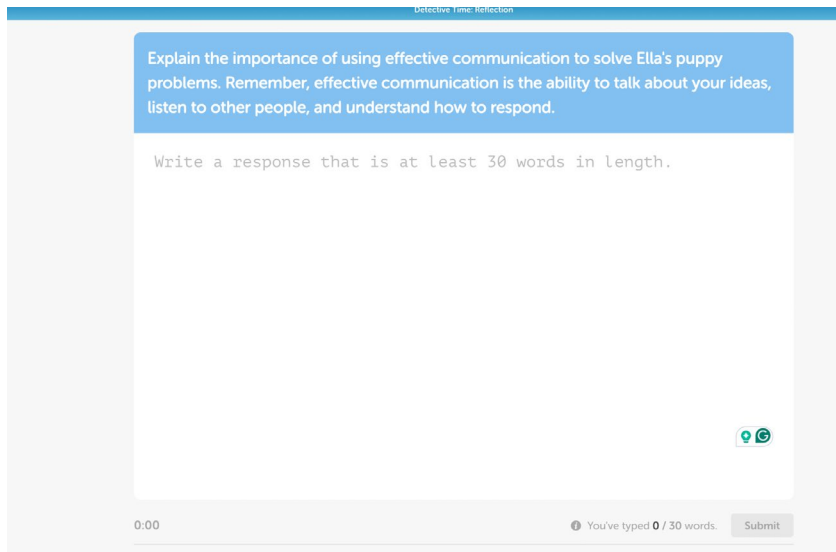 Detective Time: Reflection
Explain the importance of using effective communication to solve Ella's puppy
problems. Remember, effective communication is the ability to talk about your ideas,
listen to other people, and understand how to respond.
Write a response that is at least 30 words in length.
0:00
You've typed 0 / 30 words.
Submit